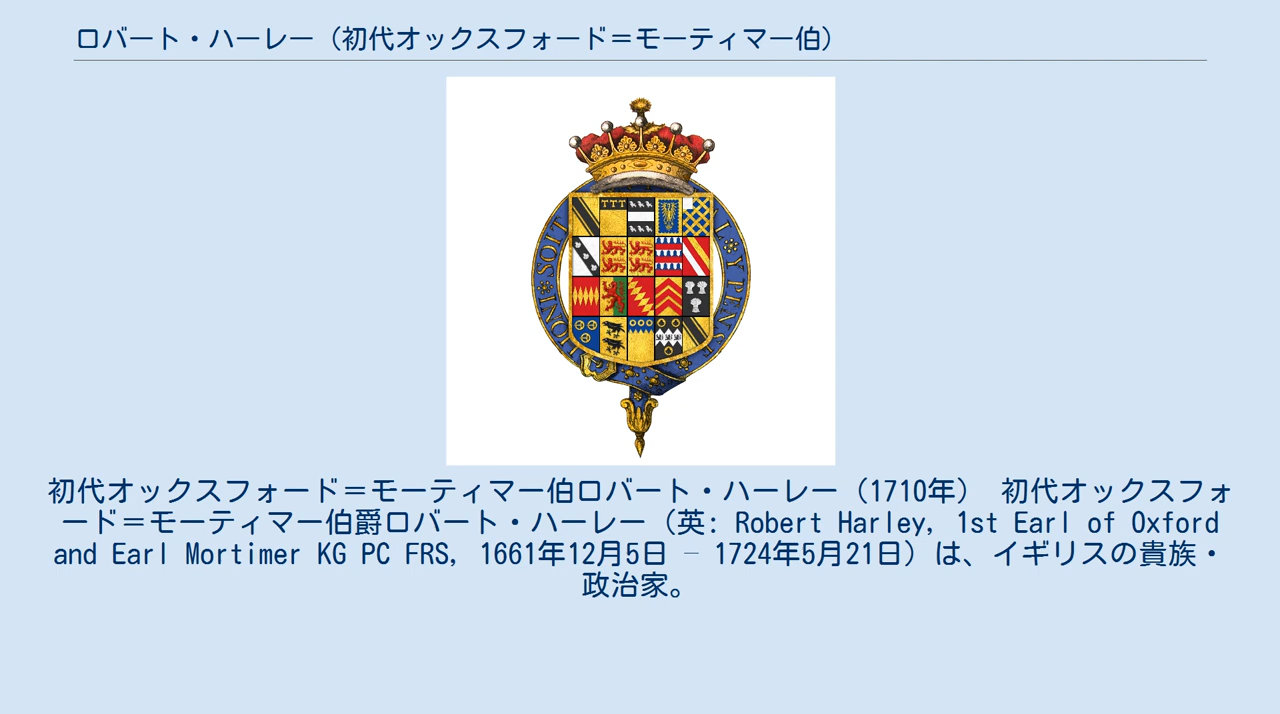 ロバート・ハーレー（初代オックスフォード＝モーティマー伯）
SOIT
L Y PENSE
初代オックスフォード＝モーティマー伯ロバート・ハーレー（1710年） 初代オックスフォ
ード＝モーティマー伯爵ロバート・ハーレー（英: Robert Harley, 1st Earl of Oxford
and Earl Mortimer KG PC FRS, 1661年12月5日 – 1724年5月21日）は、イギリスの貴族・
政治家。